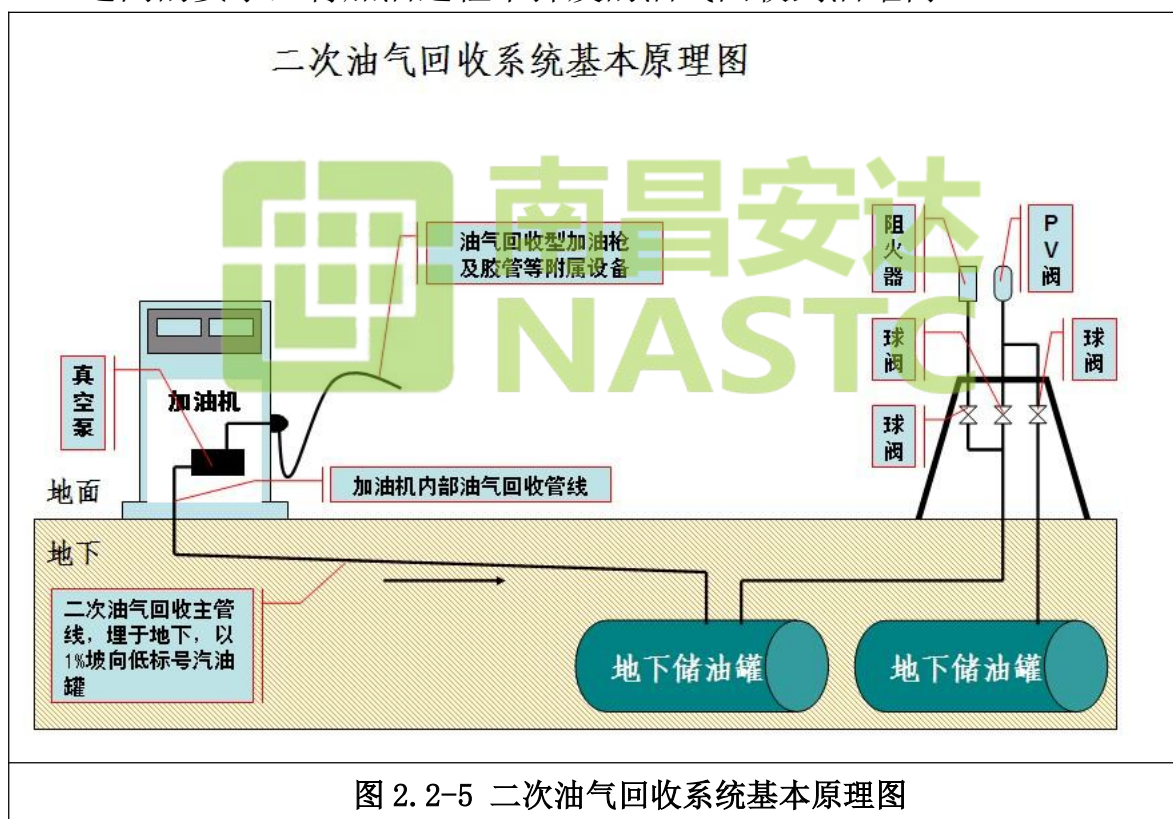 二次油气回收系统基本原理图
南昌安达
NASTC
油气回收型加油枪
及胶管等附属设备
阻火器
PV阀
球阀
球阀
球阀
真空泵
加油机
加油机内部油气回收管线
地面
地下
二次油气回收主管
线，埋于地下，以
1%坡向低标号汽油
罐
地下储油罐
地下储油罐
图 2.2-5 二次油气回收系统基本原理图